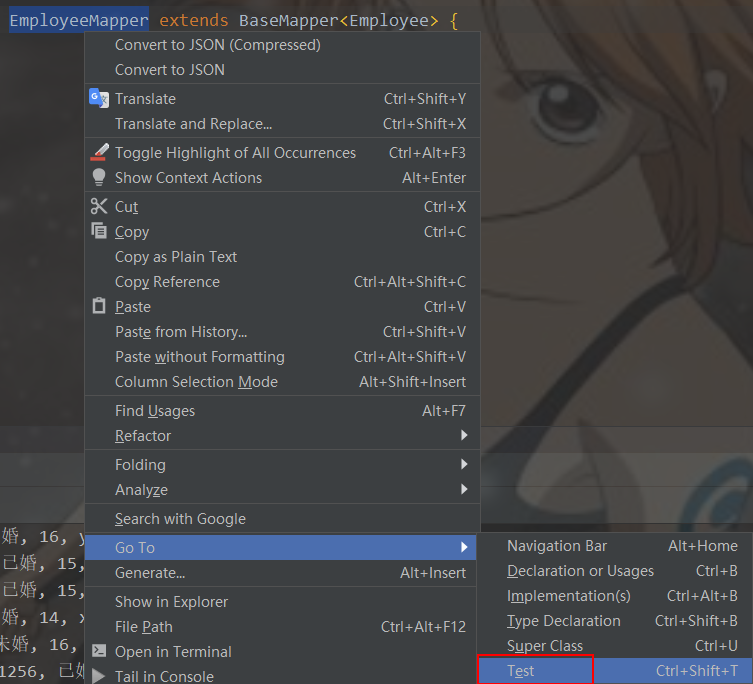 EmployeeMapper extends BaseMapper<Employee> {
Convert to JSON (Compressed)
Convert to JSON
Translate Ctrl+Shift+Y
Translate and Replace... Ctrl+Shift+X
Toggle Highlight of All Occurrences Ctrl+Alt+F3
Show Context Actions Alt+Enter
Cut Ctrl+X
Copy Ctrl+C
Copy as Plain Text
Copy Reference Ctrl+Alt+Shift+C
Paste Ctrl+V
Paste from History... Ctrl+Shift+V
Paste without Formatting Ctrl+Alt+Shift+V
Column Selection Mode Alt+Shift+Insert
Find Usages Alt+F7
Refactor
Folding
Analyze
Search with Google
Go To
Generate... Alt+Insert
Show in Explorer
File Path Ctrl+Alt+F12
Open in Terminal
Tail in Console
Navigation Bar Alt+Home
Declaration or Usages Ctrl+B
Implementation(s) Ctrl+Alt+B
Type Declaration Ctrl+Shift+B
Super Class Ctrl+U
Test Ctrl+Shift+T
婚, 16,
已婚, 15,
已婚, 15,
婚, 14,
未婚, 16,
1256, 已婚